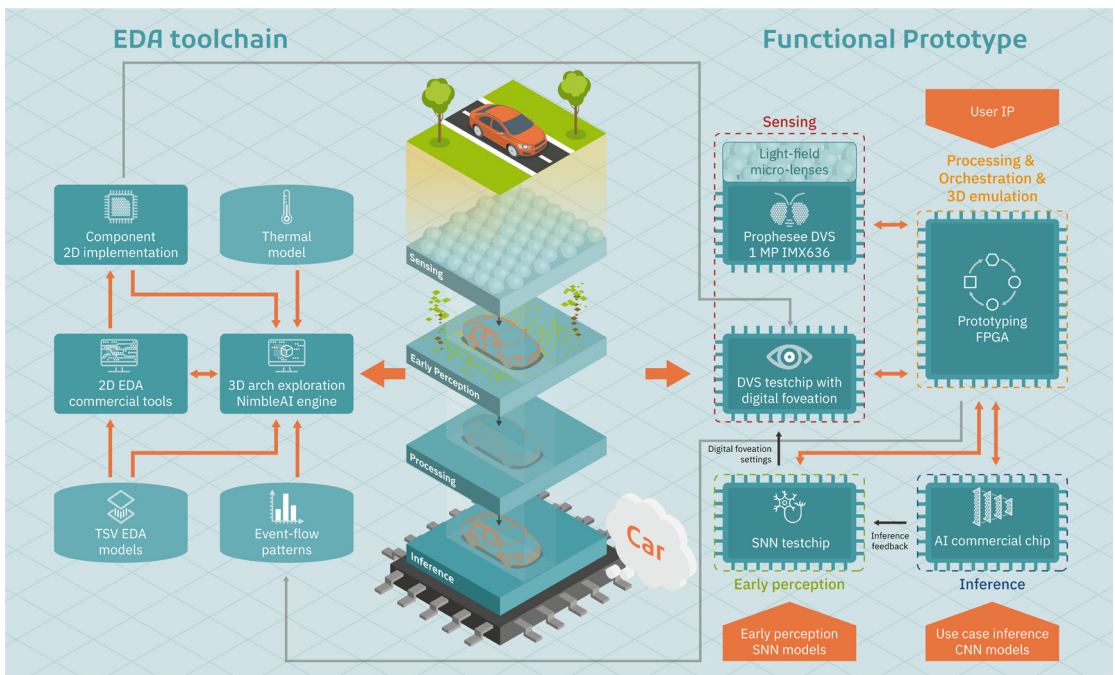 EDA toolchain
Functional Prototype
Component
2D implementation
Thermal
model
2D EDA
commercial tools
3D arch exploration
NimbleAI engine
TSV EDA
models
Event-flow
patterns
Sensing
Early Perception
Processing
Inference
Car
Sensing
Light-field
micro-lenses
Prophesee DVS
1 MP IMX636
DVS testchip with
digital foveation
Digital foveation
settings
User IP
Processing &
Orchestration &
3D emulation
Prototyping
FPGA
SNN testchip
Early perception
Inference
feedback
AI commercial chip
Inference
Early perception
SNN models
Use case inference
CNN models